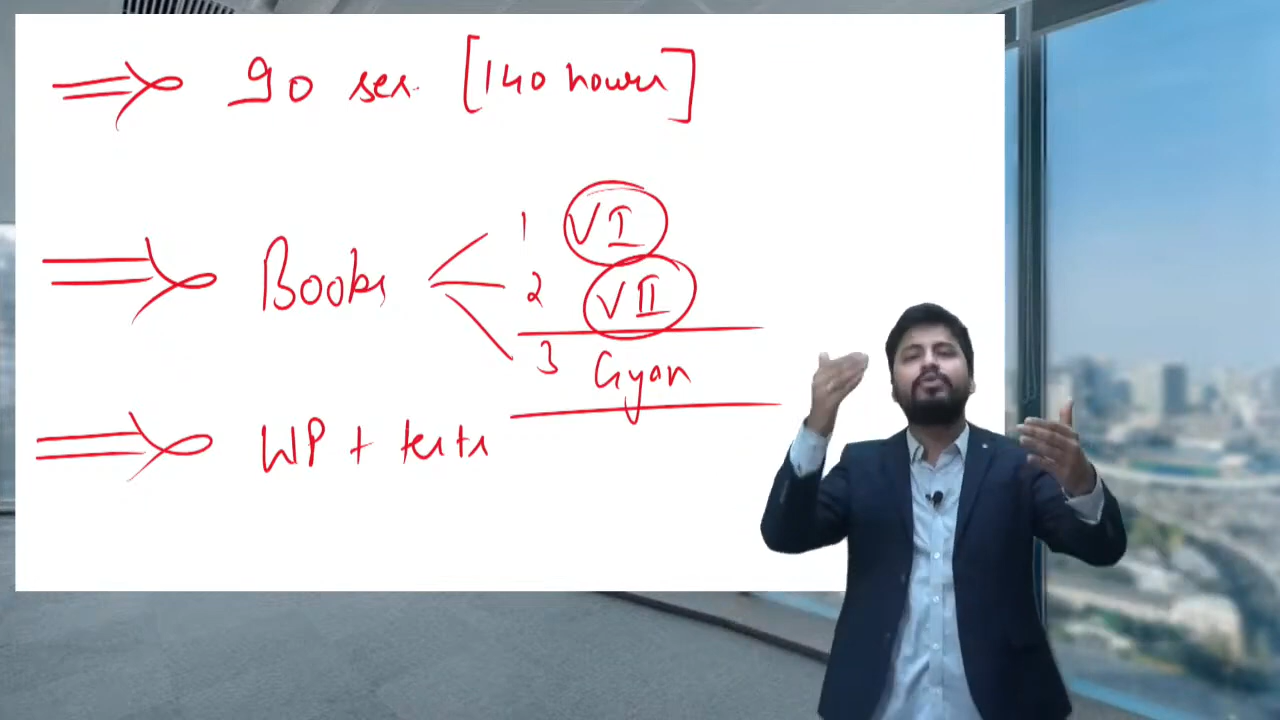 ⇒ 90 ses. [140 hours]
⇒ Books
1 VI
2 VII
3 Gyan
⇒ WP + tests